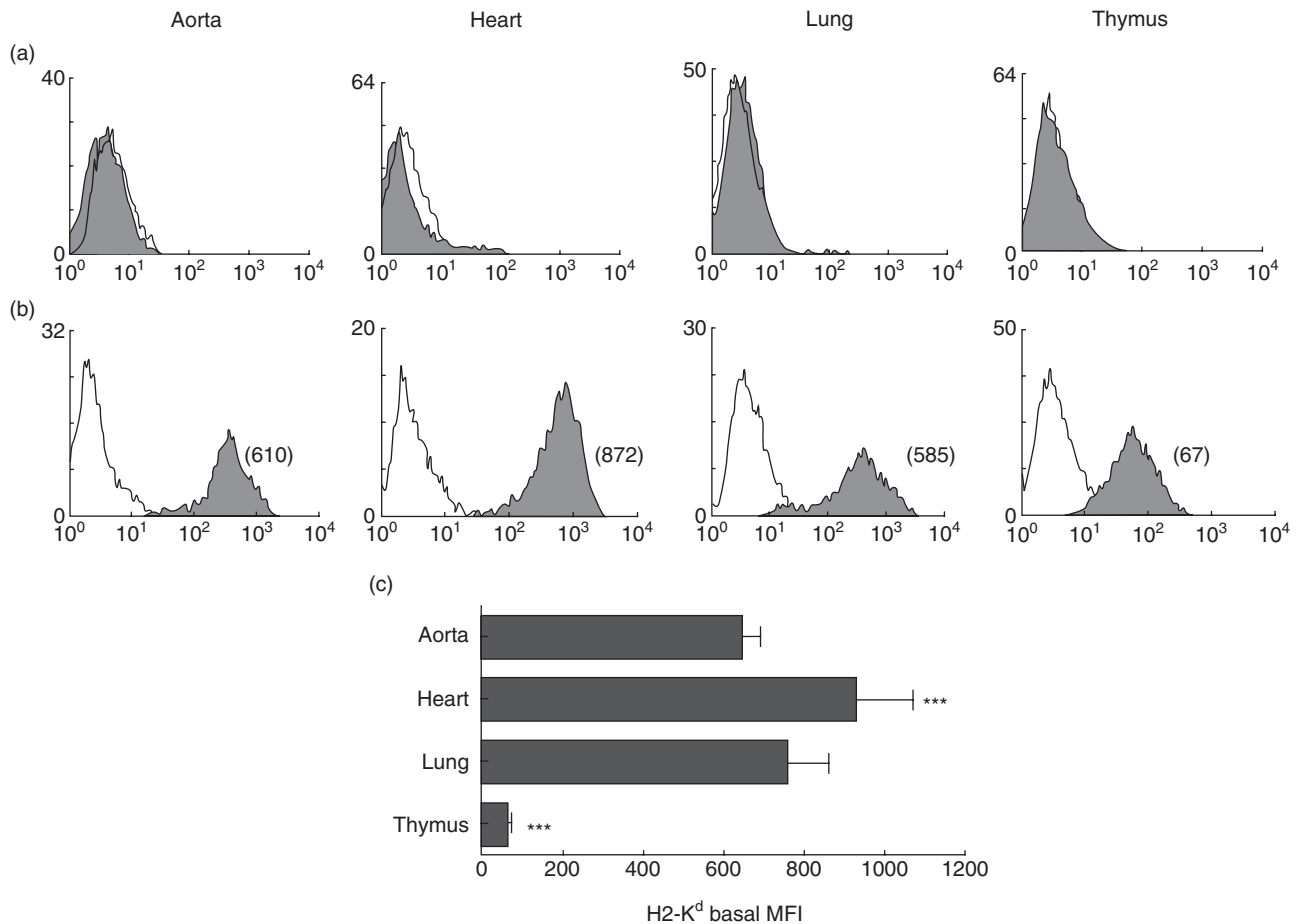 Aorta Heart Lung Thymus
(a)
40 64 50 64
0 0 0 0
10⁰ 10¹ 10² 10³ 10⁴ 10⁰ 10¹ 10² 10³ 10⁴ 10⁰ 10¹ 10² 10³ 10⁴ 10⁰ 10¹ 10² 10³ 10⁴
(b)
32 20 30 50
(610) (872) (585) (67)
0 0 0 0
10⁰ 10¹ 10² 10³ 10⁴ 10⁰ 10¹ 10² 10³ 10⁴ 10⁰ 10¹ 10² 10³ 10⁴ 10⁰ 10¹ 10² 10³ 10⁴
(c)
Aorta
Heart ***
Lung
Thymus ***
0 200 400 600 800 1000 1200
H2-Kᵈ basal MFI